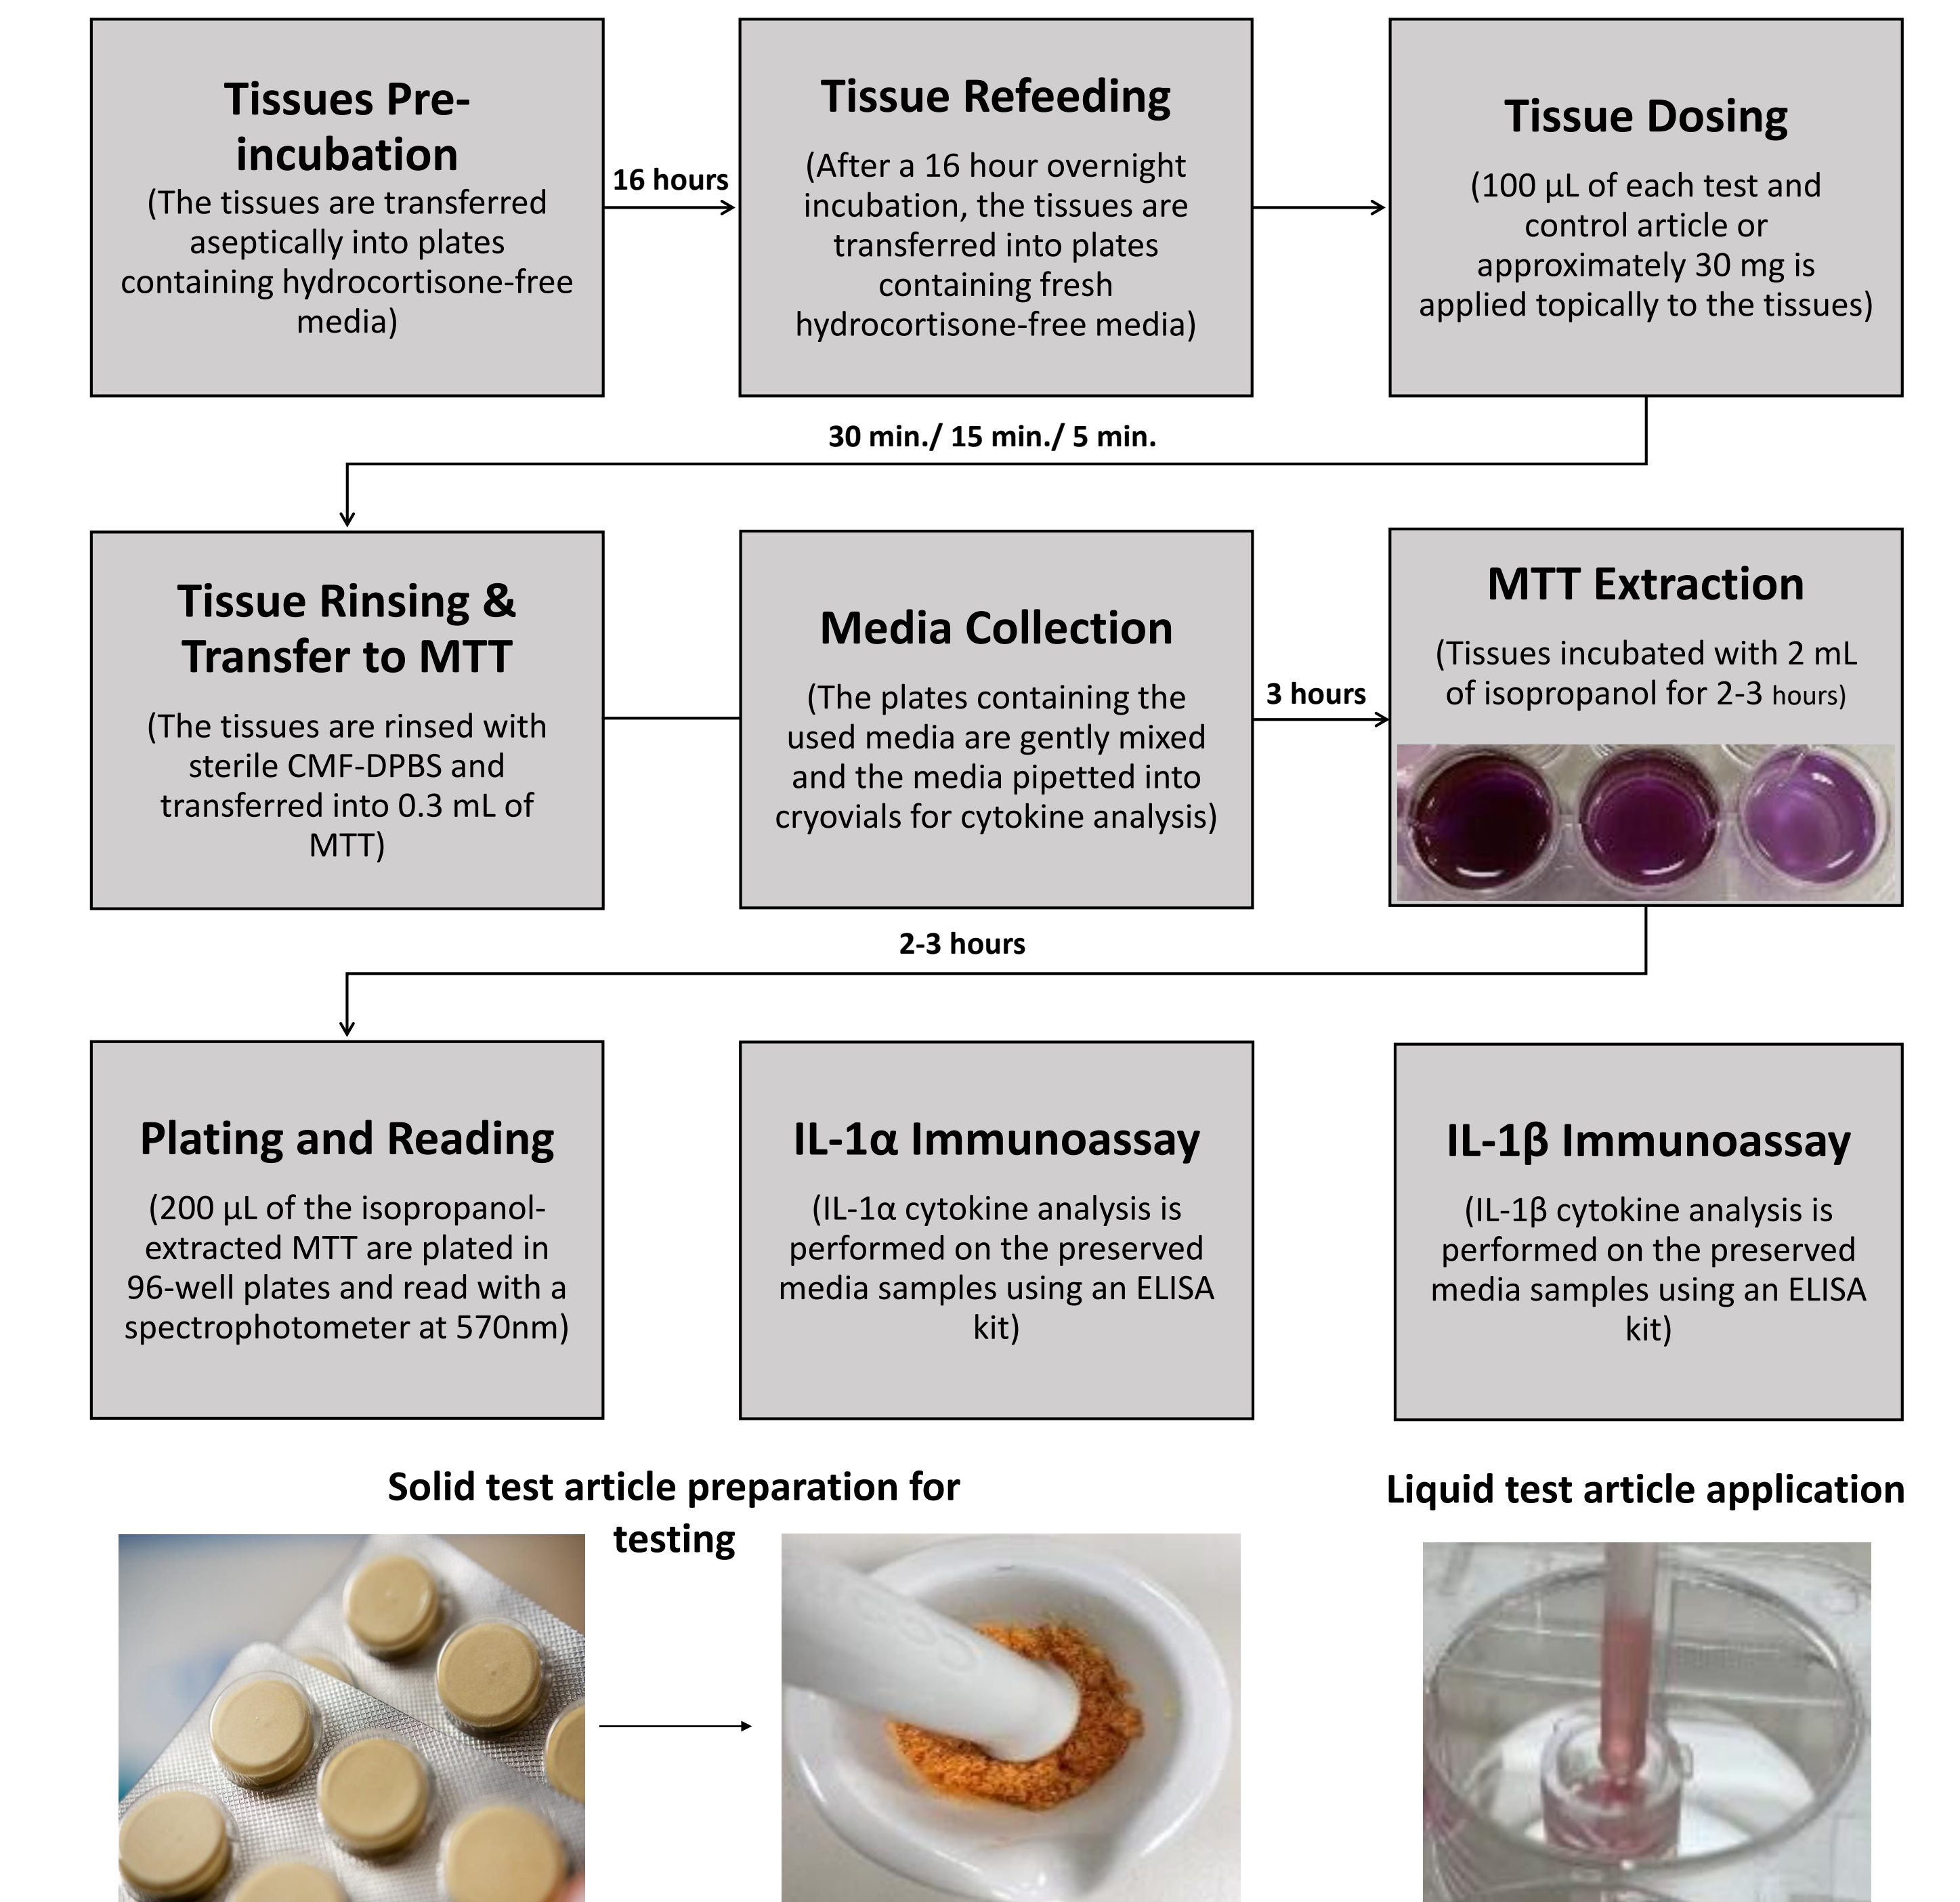 Tissues Pre-
incubation
(The tissues are transferred
aseptically into plates
containing hydrocortisone-free
media)
16 hours
Tissue Refeeding
(After a 16 hour overnight
incubation, the tissues are
transferred into plates
containing fresh
hydrocortisone-free media)
Tissue Dosing
(100 µL of each test and
control article or
approximately 30 mg is
applied topically to the tissues)
30 min./ 15 min./ 5 min.
Tissue Rinsing &
Transfer to MTT
(The tissues are rinsed with
sterile CMF-DPBS and
transferred into 0.3 mL of
MTT)
Media Collection
(The plates containing the
used media are gently mixed
and the media pipetted into
cryovials for cytokine analysis)
3 hours
MTT Extraction
(Tissues incubated with 2 mL
of isopropanol for 2-3 hours)
2-3 hours
Plating and Reading
(200 µL of the isopropanol-
extracted MTT are plated in
96-well plates and read with a
spectrophotometer at 570nm)
IL-1α Immunoassay
(IL-1α cytokine analysis is
performed on the preserved
media samples using an ELISA
kit)
IL-1β Immunoassay
(IL-1β cytokine analysis is
performed on the preserved
media samples using an ELISA
kit)
Solid test article preparation for
testing
Liquid test article application